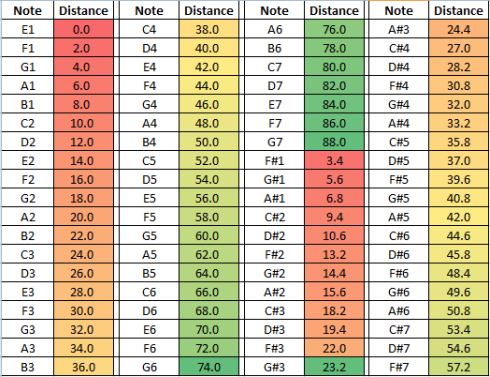 Note Distance Note Distance Note Distance Note Distance
E1 0.0 C4 38.0 A6 76.0 A#3 24.4
F1 2.0 D4 40.0 B6 78.0 C#4 27.0
G1 4.0 E4 42.0 C7 80.0 D#4 28.2
A1 6.0 F4 44.0 D7 82.0 F#4 30.8
B1 8.0 G4 46.0 E7 84.0 G#4 32.0
C2 10.0 A4 48.0 F7 86.0 A#4 33.2
D2 12.0 B4 50.0 G7 88.0 C#5 35.8
E2 14.0 C5 52.0 F#1 3.4 D#5 37.0
F2 16.0 D5 54.0 G#1 5.6 F#5 39.6
G2 18.0 E5 56.0 A#1 6.8 G#5 40.8
A2 20.0 F5 58.0 C#2 9.4 A#5 42.0
B2 22.0 G5 60.0 D#2 10.6 C#6 44.6
C3 24.0 A5 62.0 F#2 13.2 D#6 45.8
D3 26.0 B5 64.0 G#2 14.4 F#6 48.4
E3 28.0 C6 66.0 A#2 15.6 G#6 49.6
F3 30.0 D6 68.0 C#3 18.2 A#6 50.8
G3 32.0 E6 70.0 D#3 19.4 C#7 53.4
A3 34.0 F6 72.0 F#3 22.0 D#7 54.6
B3 36.0 G6 74.0 G#3 23.2 F#7 57.2